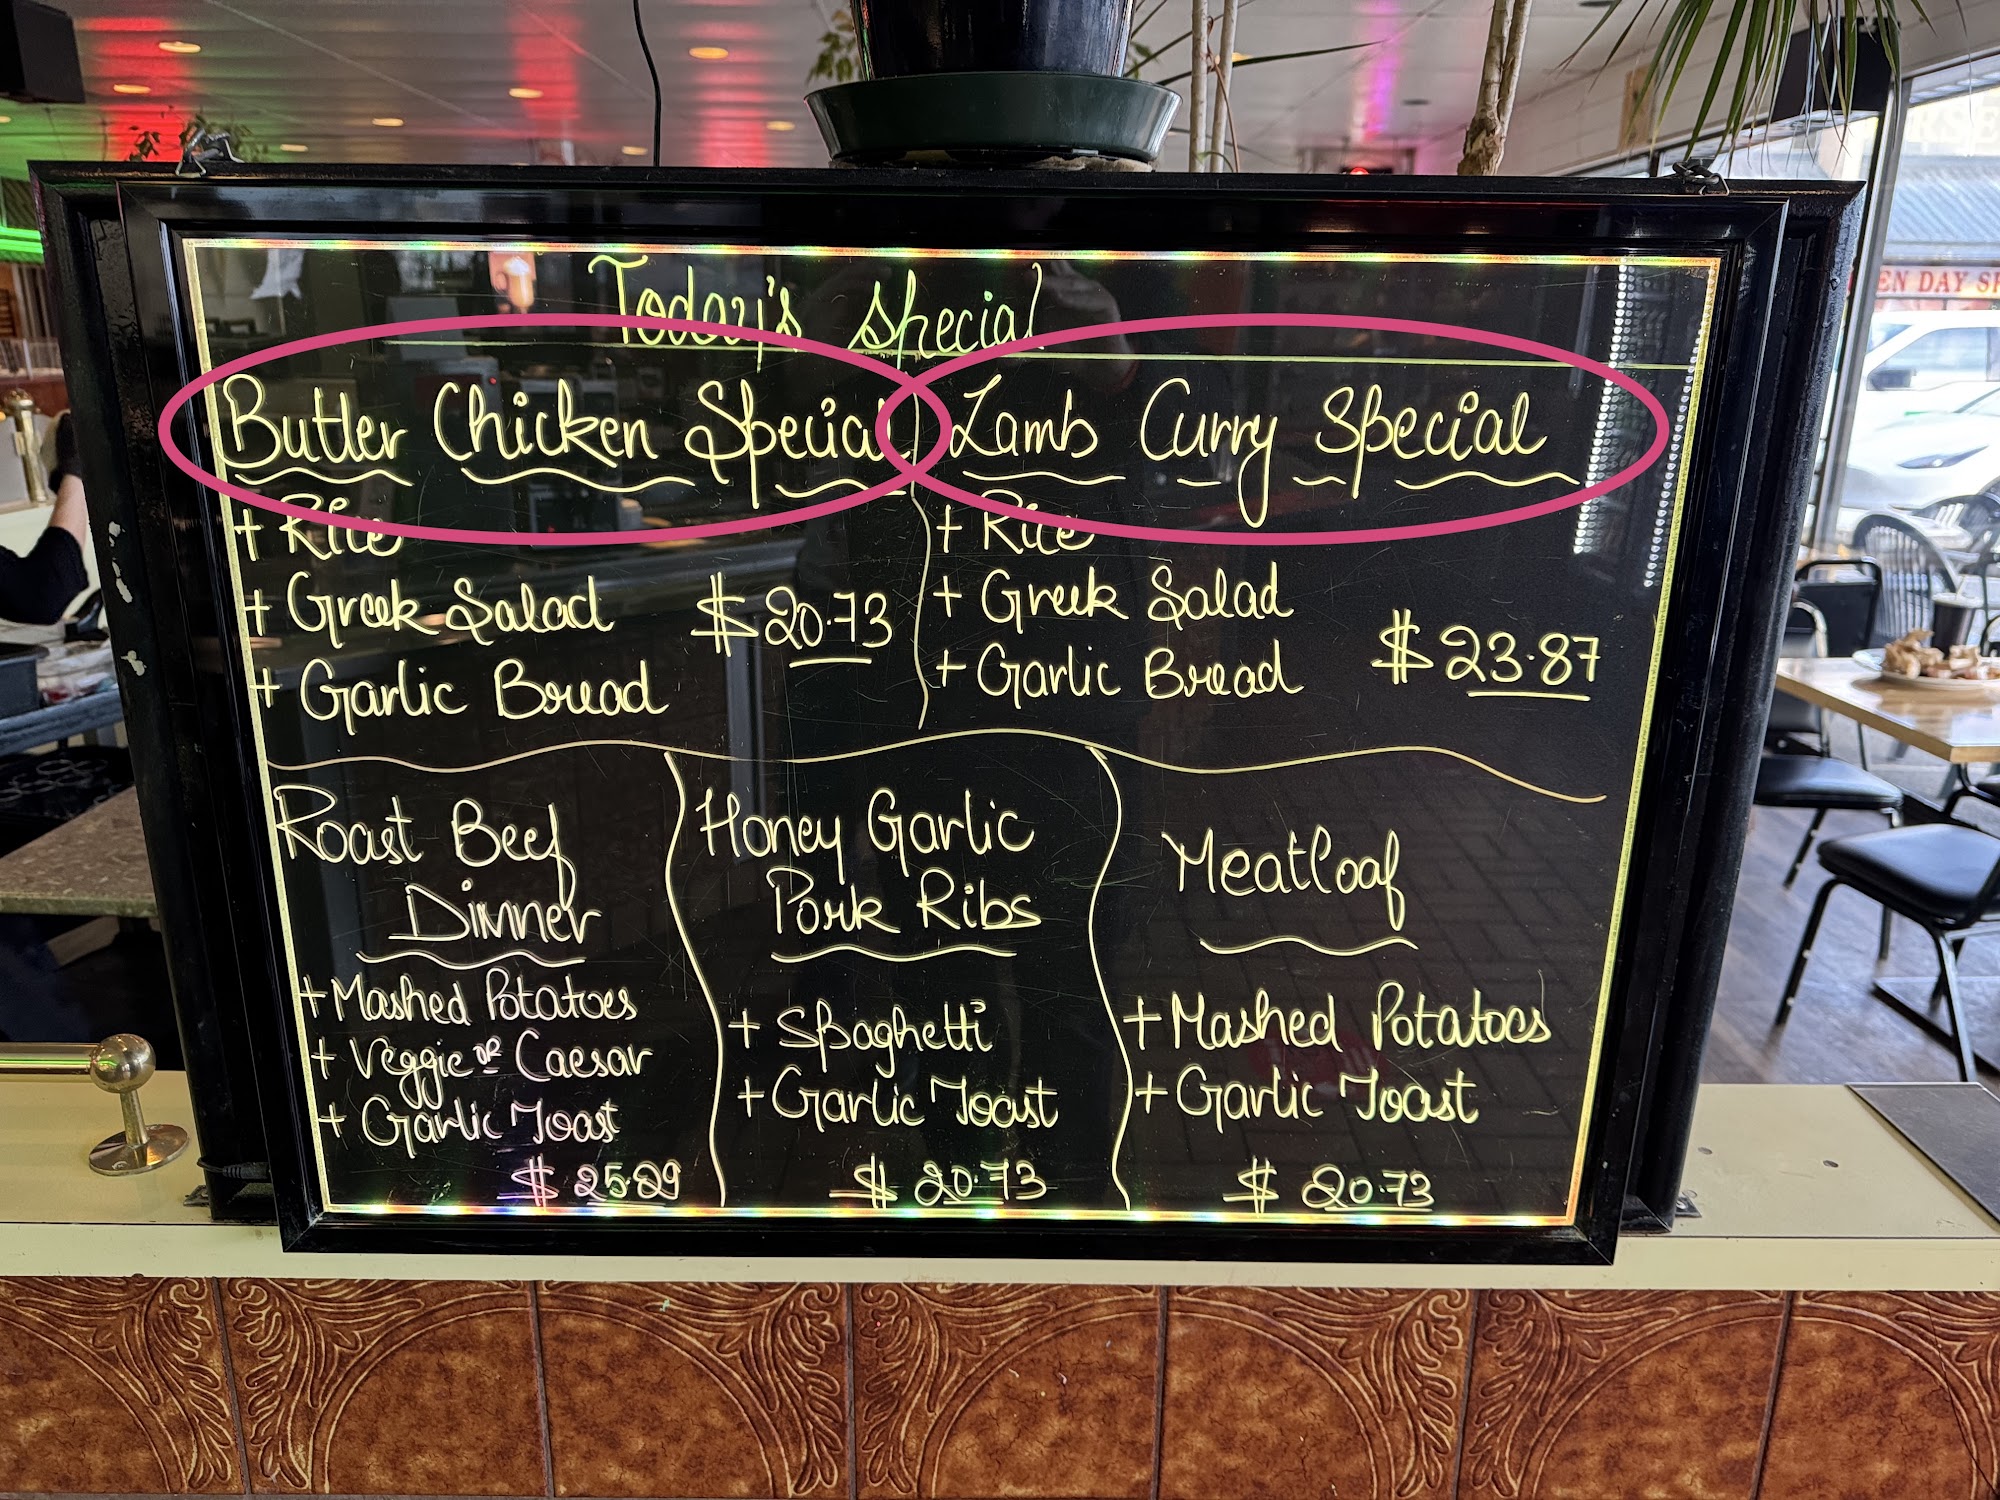 Today's Special
Butter Chicken Special
+ Rice
+ Greek Salad
+ Garlic Bread
$ 20.73
Lamb Curry Special
+ Rice
+ Greek Salad
+ Garlic Bread
$ 23.87
Roast Beef
Dinner
+ Mashed Potatoes
+ Veggie or Caesar
+ Garlic Toast
$ 25.29
Honey Garlic
Pork Ribs
+ Spaghetti
+ Garlic Toast
$ 20.73
Meatloaf
+ Mashed Potatoes
+ Garlic Toast
$ 20.73
EN DAY